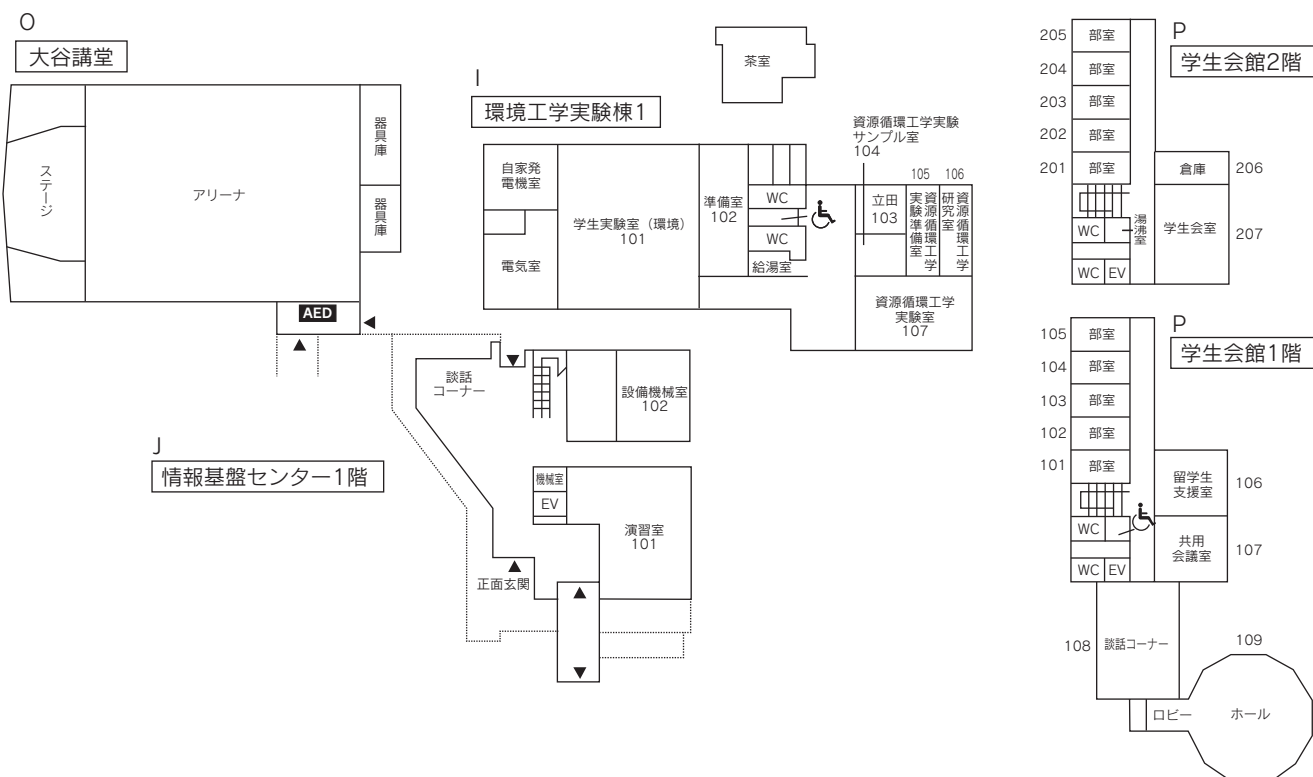 O
大谷講堂
ステージ
アリーナ
器具庫
器具庫
AED
I
環境工学実験棟1
茶室
自家発
電機室
電気室
学生実験室（環境）
101
準備室
102
WC
WC
給湯室
資源循環工学実験
サンプル室
104
立田
103
105
資源循環工学
実験準備室
106
資源循環工学
研究室
資源循環工学
実験室
107
J
情報基盤センター1階
談話
コーナー
設備機械室
102
機械室
EV
演習室
101
正面玄関
P
学生会館2階
205
部室
204
部室
203
部室
202
部室
201
部室
倉庫
206
WC
湯沸室
学生会室
207
WC
EV
P
学生会館1階
105
部室
104
部室
103
部室
102
部室
101
部室
留学生
支援室
106
WC
共用
会議室
107
WC
EV
108
談話コーナー
109
ロビー
ホール